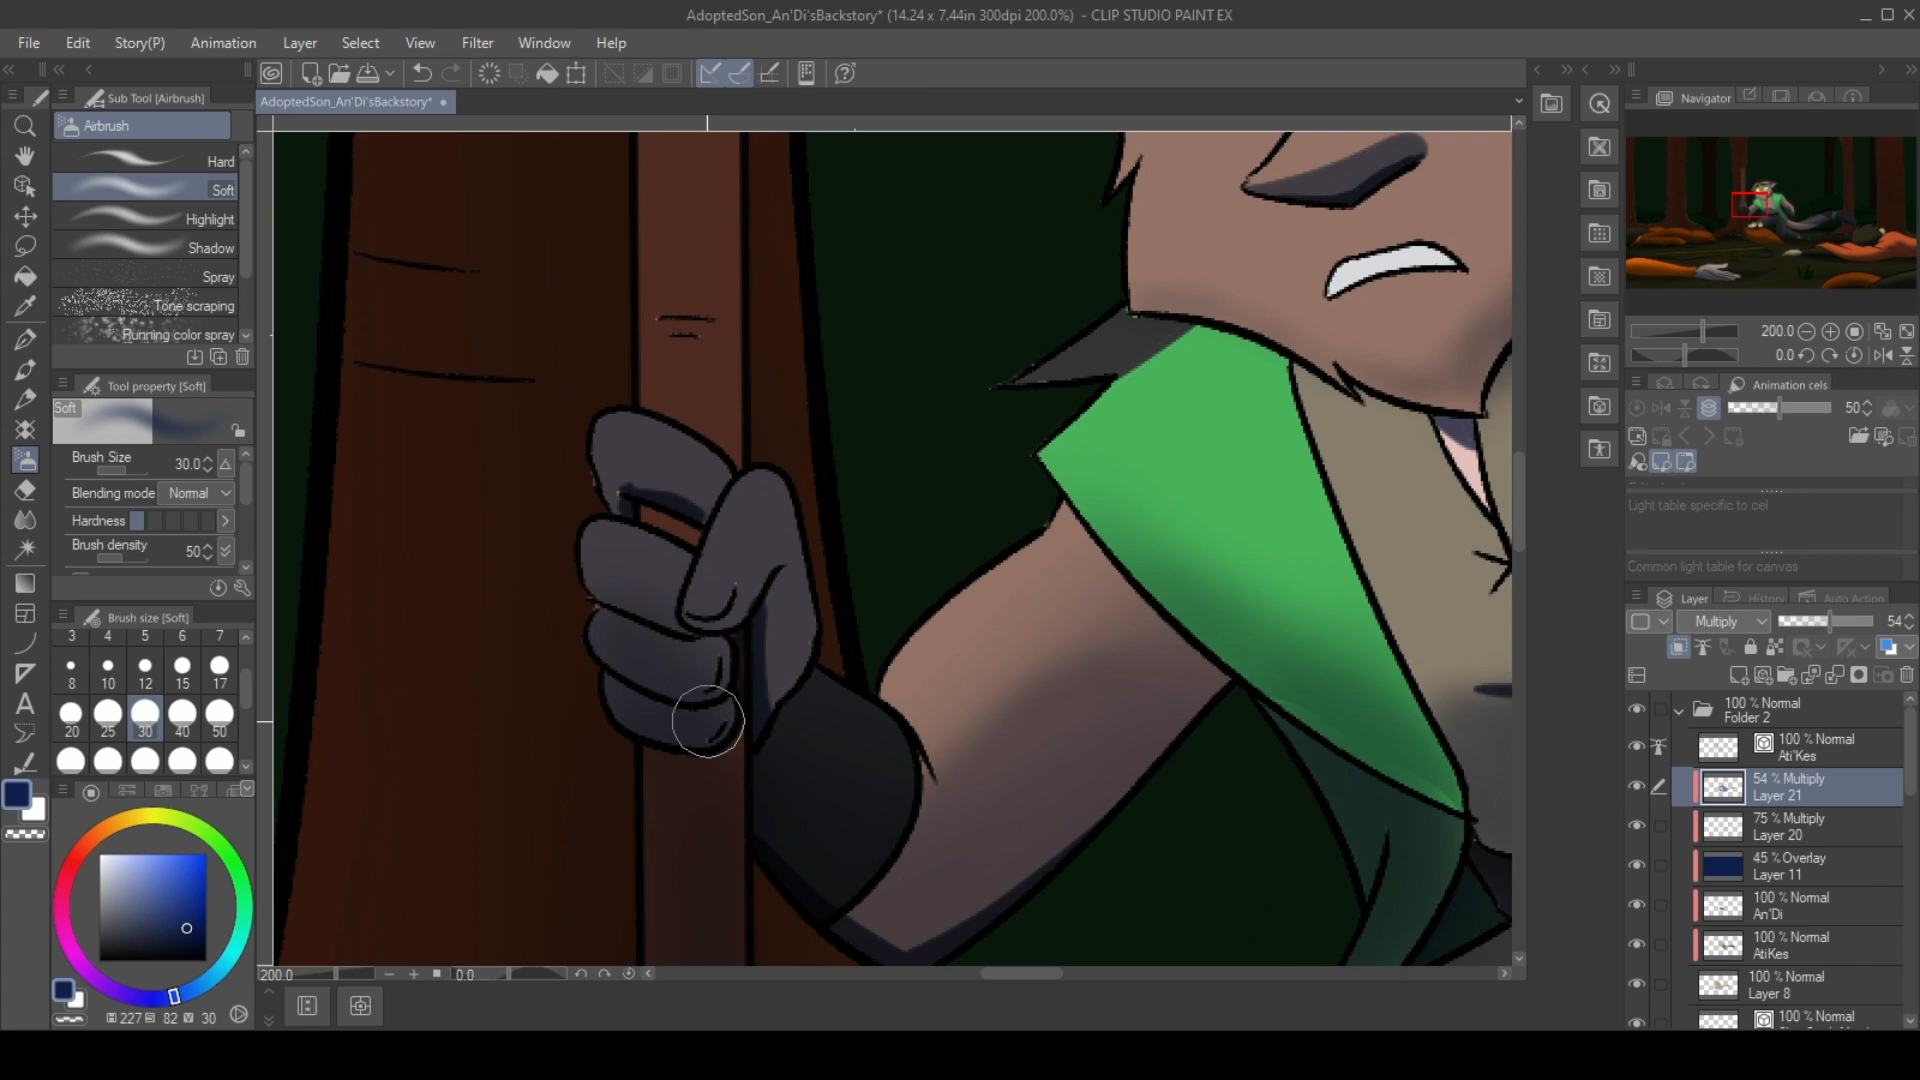 AdoptedSon_An'Di'sBackstory* (14.24 x 7.44in 300dpi 200.0%) - CLIP STUDIO PAINT EX
File Edit Story(P) Animation Layer Select View Filter Window Help
Sub Tool [Airbrush]
AdoptedSon_An'Di'sBackstory*
Navigator
Airbrush
Hard
Soft
Highlight
Shadow
Spray
Tone scraping
Running color spray
200.0
0.0
Tool property [Soft]
Animation cels
Soft
50
Brush Size 30.0
Blending mode Normal
Hardness
Brush density 50
Light table specific to cel
Common light table for canvas
Brush size [Soft]
Layer History Auto Action
3 4 5 6 7
Multiply 54
8 10 12 15 17
20 25 30 40 50
100 % Normal
Folder 2
100 % Normal
Ati'Kes
54 % Multiply
Layer 21
75 % Multiply
Layer 20
45 % Overlay
Layer 11
100 % Normal
An'Di
100 % Normal
AtiKes
100 % Normal
Layer 8
100 % Normal
200.0 0.0
H 227 S 82 V 30